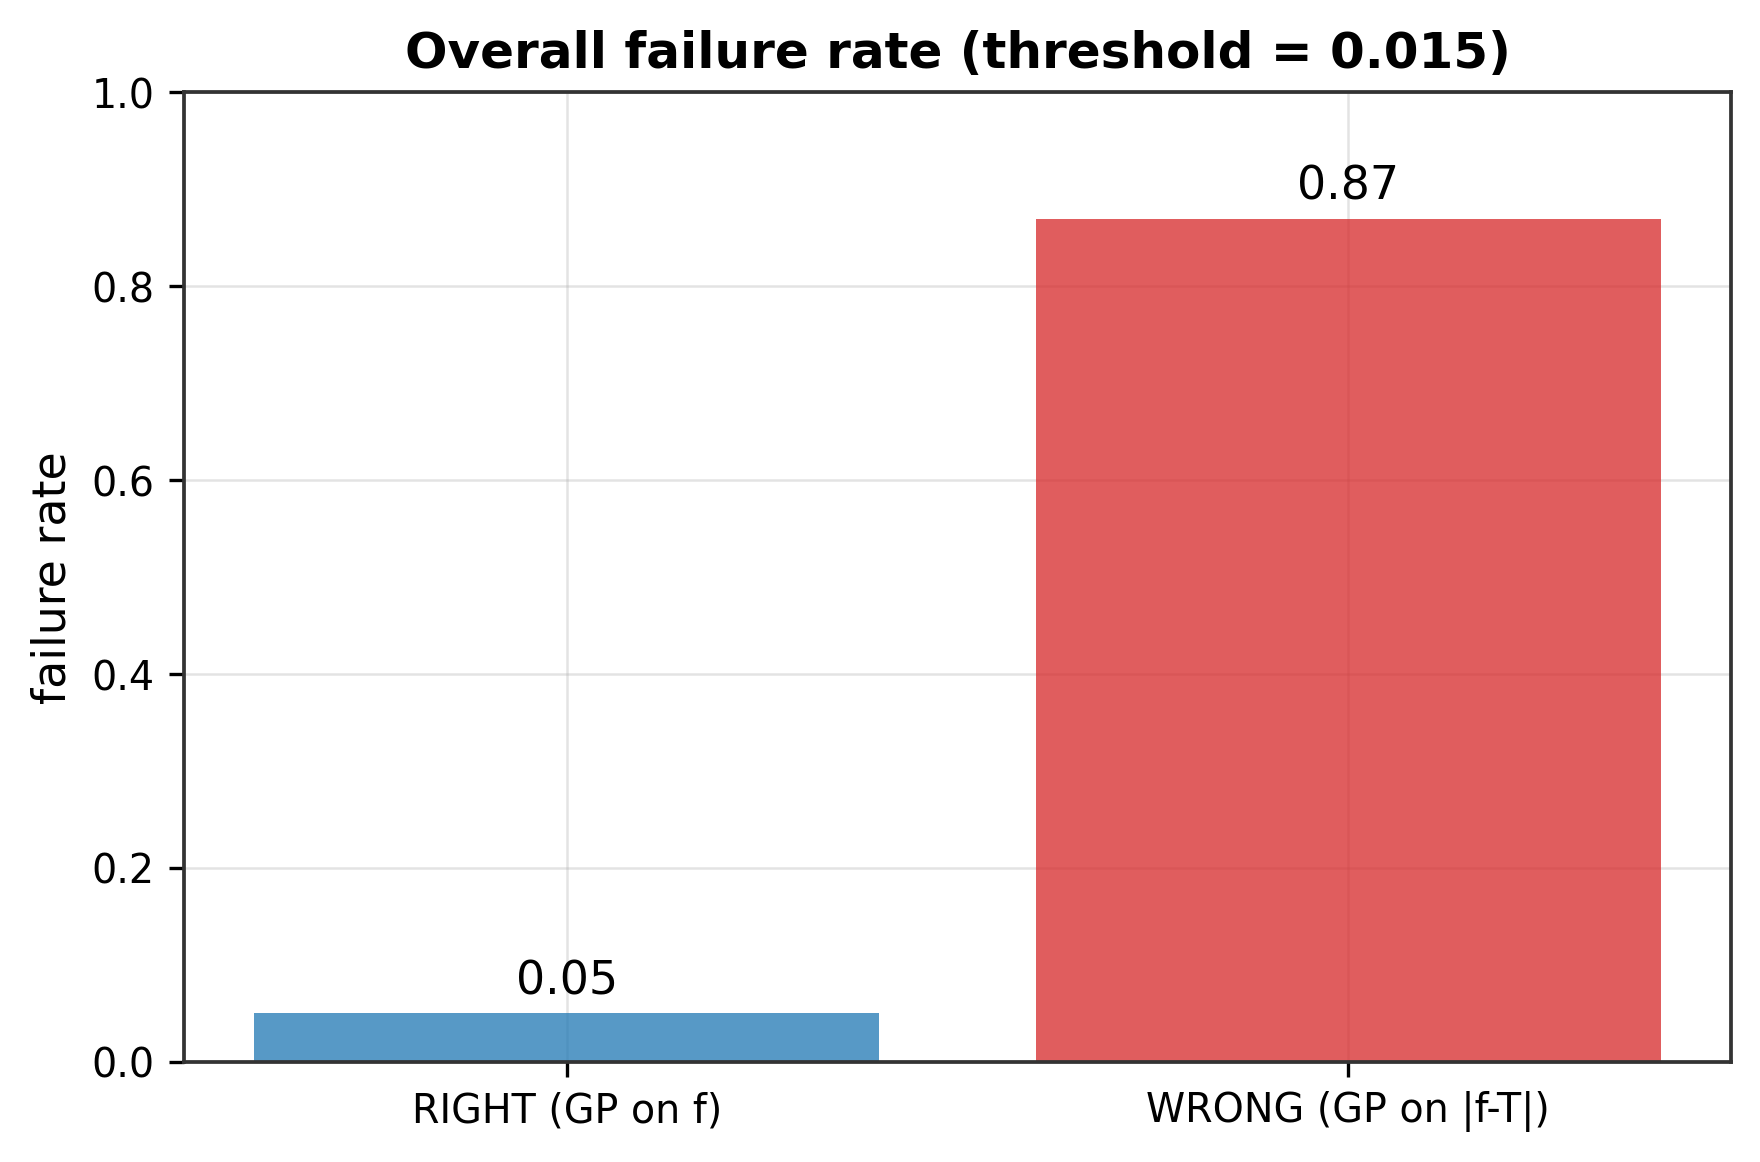 Overall failure rate (threshold = 0.015)
failure rate
1.0
0.8
0.6
0.4
0.2
0.0
0.05
0.87
RIGHT (GP on f)
WRONG (GP on |f-T|)